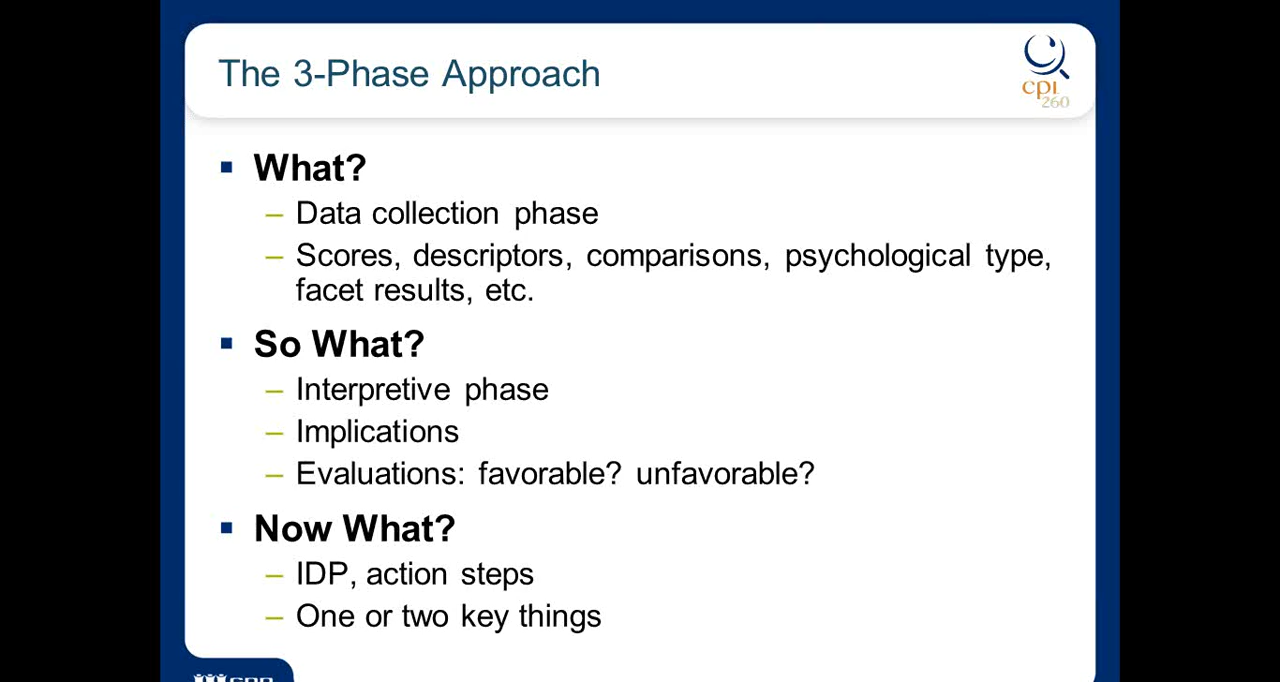 The 3-Phase Approach
cpi
260
▪ What?
– Data collection phase
– Scores, descriptors, comparisons, psychological type,
facet results, etc.
▪ So What?
– Interpretive phase
– Implications
– Evaluations: favorable? unfavorable?
▪ Now What?
– IDP, action steps
– One or two key things